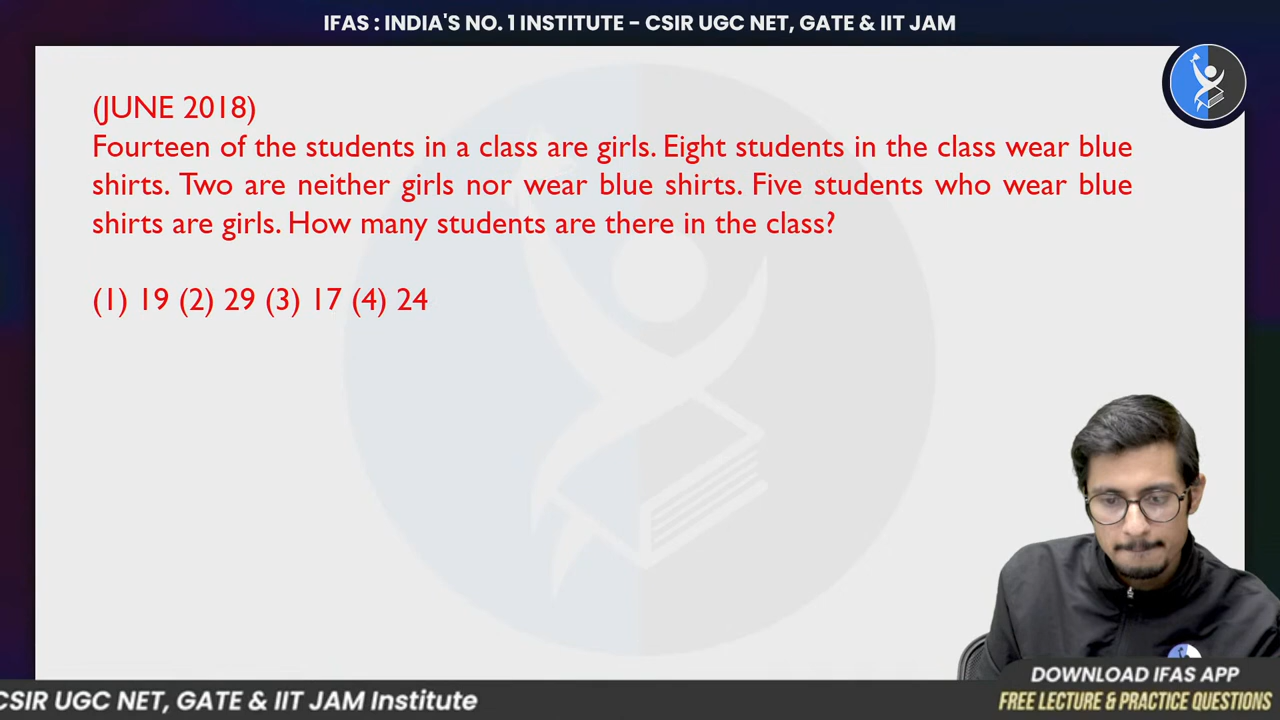 IFAS : INDIA'S NO. 1 INSTITUTE - CSIR UGC NET, GATE & IIT JAM
(JUNE 2018)
Fourteen of the students in a class are girls. Eight students in the class wear blue
shirts. Two are neither girls nor wear blue shirts. Five students who wear blue
shirts are girls. How many students are there in the class?
(1) 19 (2) 29 (3) 17 (4) 24
DOWNLOAD IFAS APP
CSIR UGC NET, GATE & IIT JAM Institute
FREE LECTURE & PRACTICE QUESTIONS